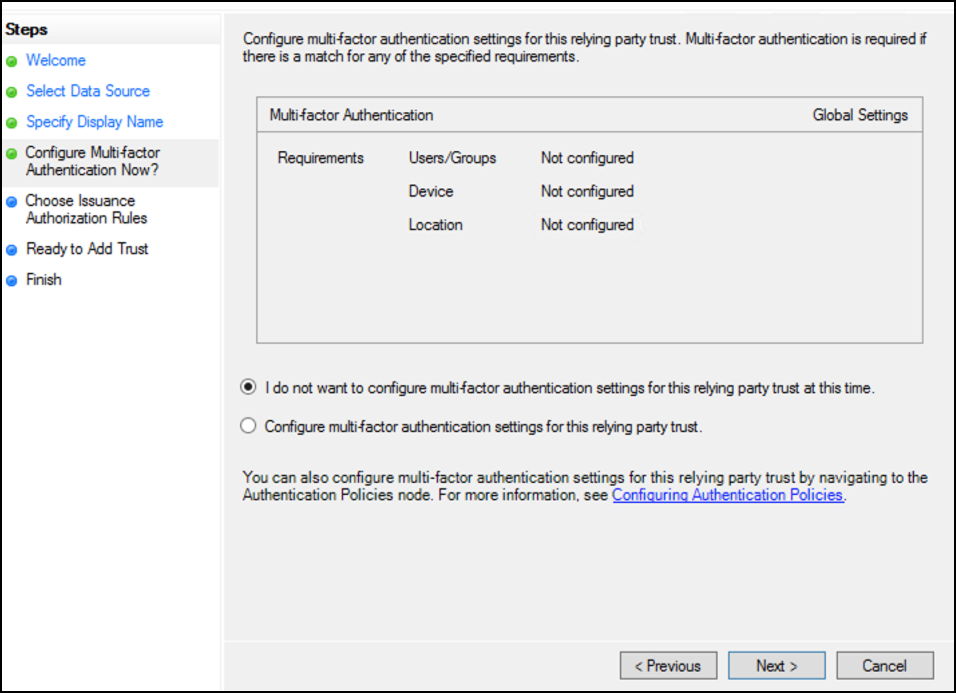 Steps
Welcome
Select Data Source
Specify Display Name
Configure Multi-factor
Authentication Now?
Choose Issuance
Authorization Rules
Ready to Add Trust
Finish
Configure multi-factor authentication settings for this relying party trust. Multi-factor authentication is required if
there is a match for any of the specified requirements.
Multi-factor Authentication Global Settings
Requirements Users/Groups Not configured
Device Not configured
Location Not configured
I do not want to configure multi-factor authentication settings for this relying party trust at this time.
Configure multi-factor authentication settings for this relying party trust.
You can also configure multi-factor authentication settings for this relying party trust by navigating to the
Authentication Policies node. For more information, see Configuring Authentication Policies.
< Previous Next > Cancel